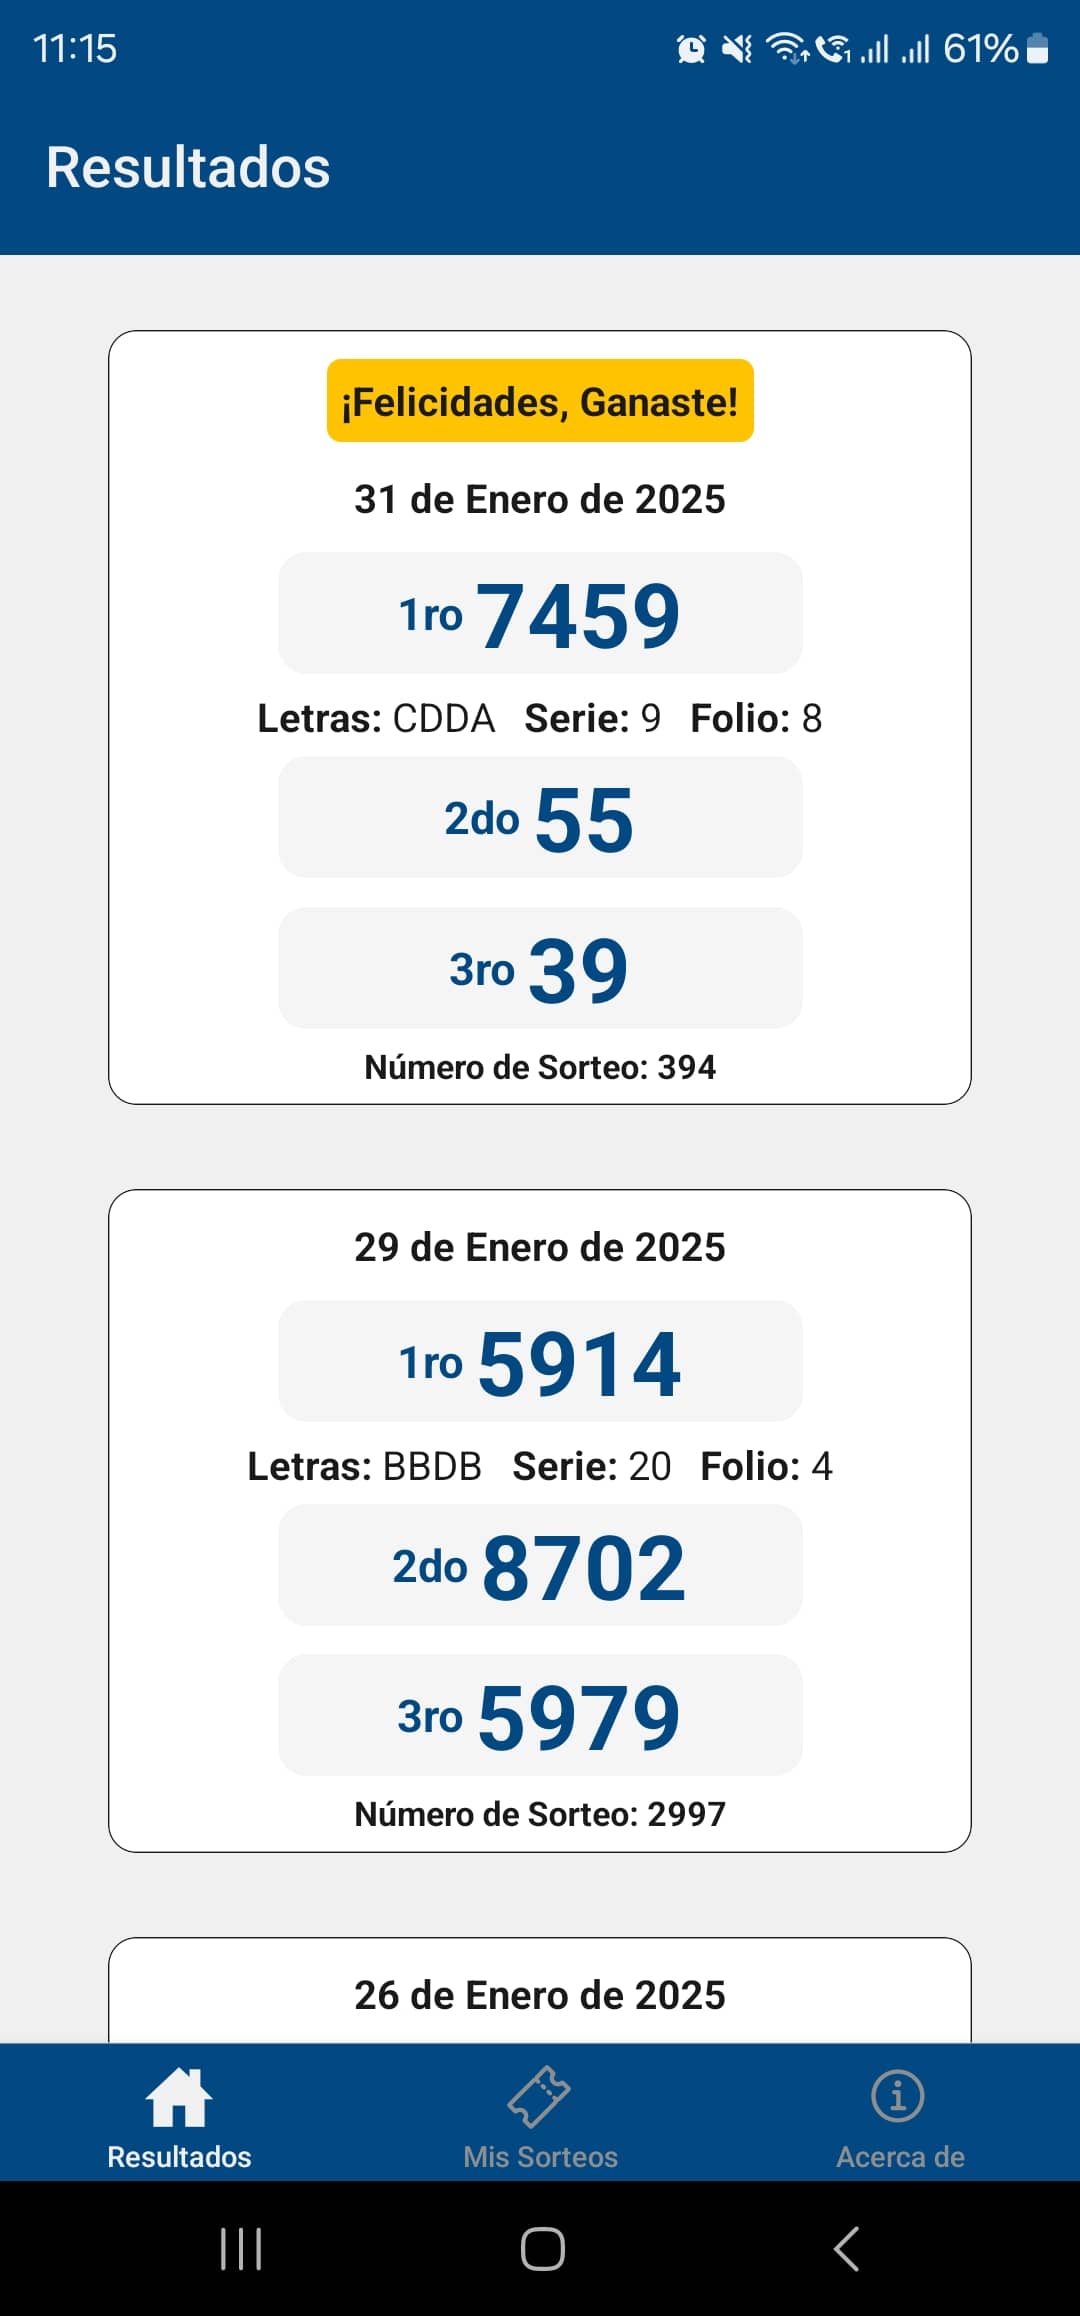 11:15
1
61%
Resultados
¡Felicidades, Ganaste!
31 de Enero de 2025
1ro 7459
Letras: CDDA Serie: 9 Folio: 8
2do 55
3ro 39
Número de Sorteo: 394
29 de Enero de 2025
1ro 5914
Letras: BBDB Serie: 20 Folio: 4
2do 8702
3ro 5979
Número de Sorteo: 2997
26 de Enero de 2025
Resultados Mis Sorteos Acerca de